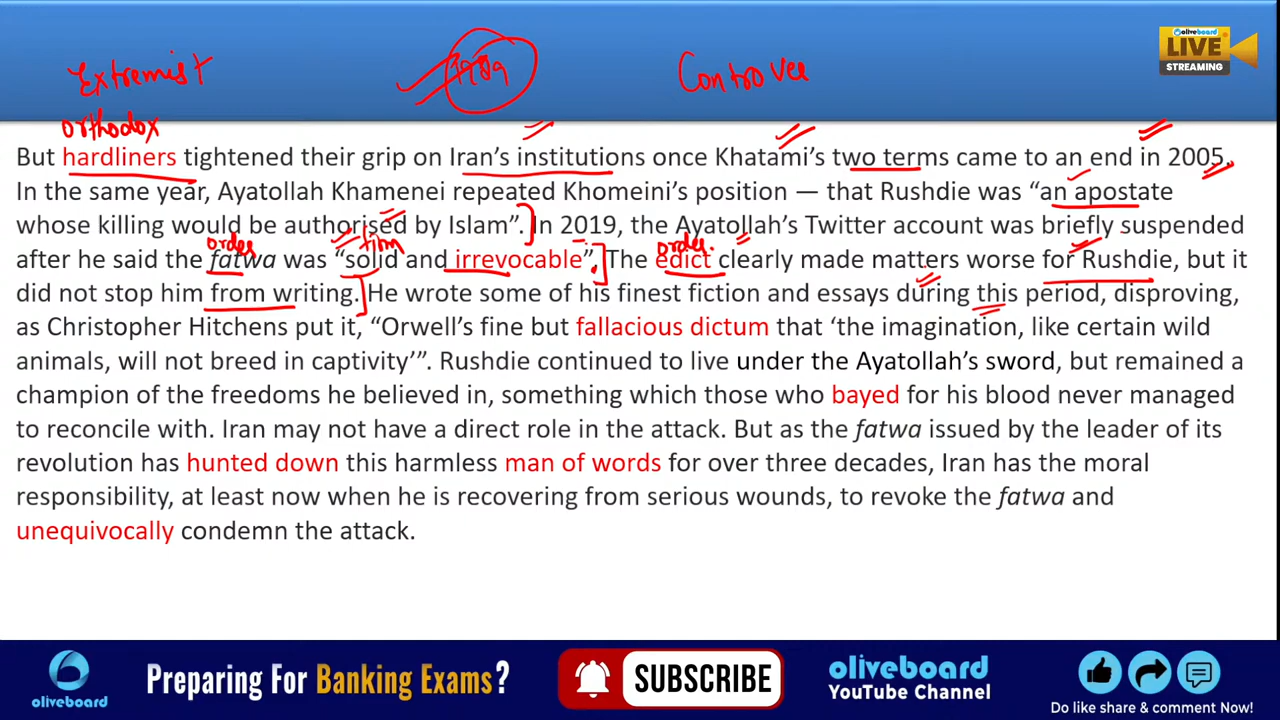 oliveboard
LIVE
STREAMING
Extremist
1989
Controve
orthodox
But hardliners tightened their grip on Iran’s institutions once Khatami’s two terms came to an end in 2005.
In the same year, Ayatollah Khamenei repeated Khomeini’s position — that Rushdie was “an apostate
whose killing would be authorised by Islam”. In 2019, the Ayatollah’s Twitter account was briefly suspended
order
firm
order.
after he said the fatwa was “solid and irrevocable”. The edict clearly made matters worse for Rushdie, but it
did not stop him from writing. He wrote some of his finest fiction and essays during this period, disproving,
as Christopher Hitchens put it, “Orwell’s fine but fallacious dictum that ‘the imagination, like certain wild
animals, will not breed in captivity’”. Rushdie continued to live under the Ayatollah’s sword, but remained a
champion of the freedoms he believed in, something which those who bayed for his blood never managed
to reconcile with. Iran may not have a direct role in the attack. But as the fatwa issued by the leader of its
revolution has hunted down this harmless man of words for over three decades, Iran has the moral
responsibility, at least now when he is recovering from serious wounds, to revoke the fatwa and
unequivocally condemn the attack.
oliveboard
Preparing For Banking Exams?
SUBSCRIBE
oliveboard
YouTube Channel
Do like share & comment Now!